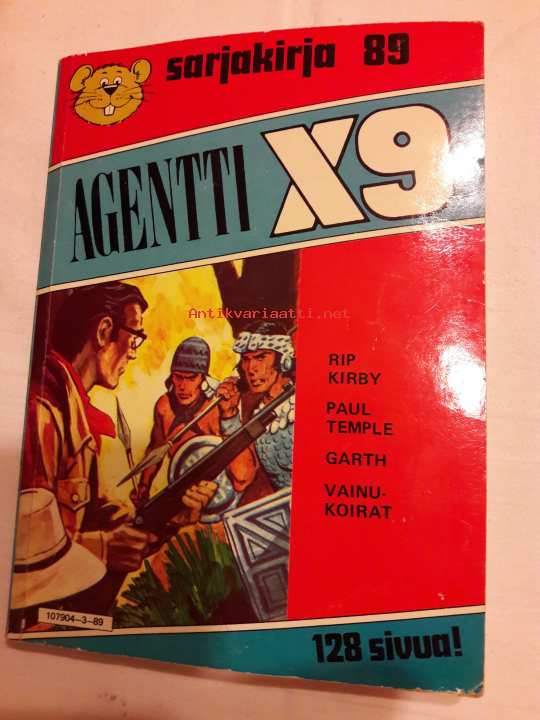 sarjakirja 89
AGENTTI X9
Antikvariaatti.net
RIP
KIRBY
PAUL
TEMPLE
GARTH
VAINU-
KOIRAT
107904-3-89
128 sivua!